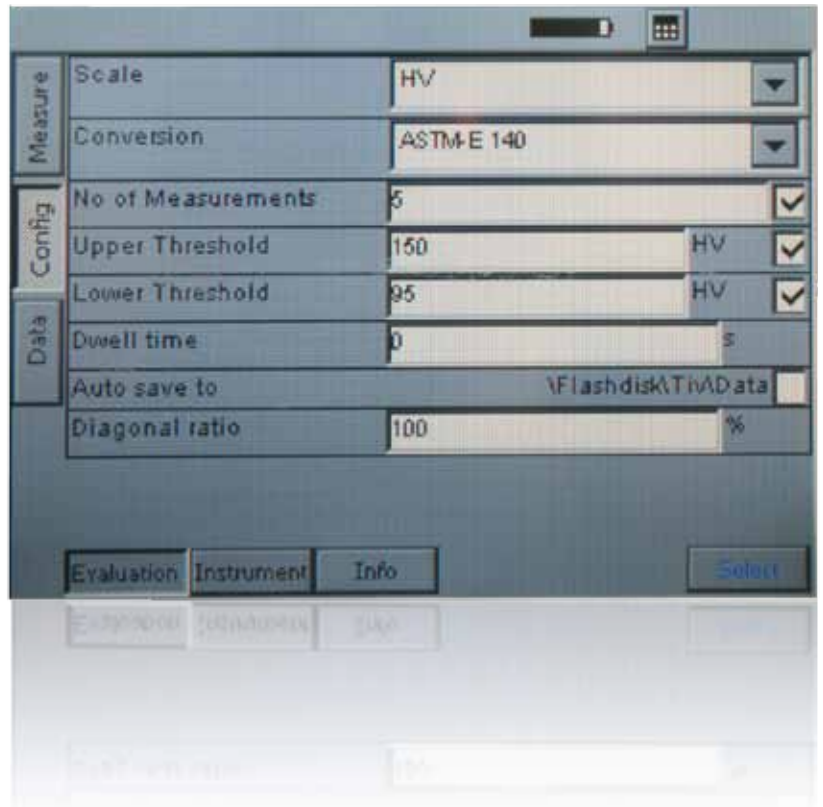 Measure
Config
Data
Scale HV
Conversion ASTM-E 140
No of Measurements 5
Upper Threshold 150 HV
Lower Threshold 95 HV
Dwell time 0 s
Auto save to \Flashdisk\Tiv\Data
Diagonal ratio 100 %
Evaluation Instrument Info Select